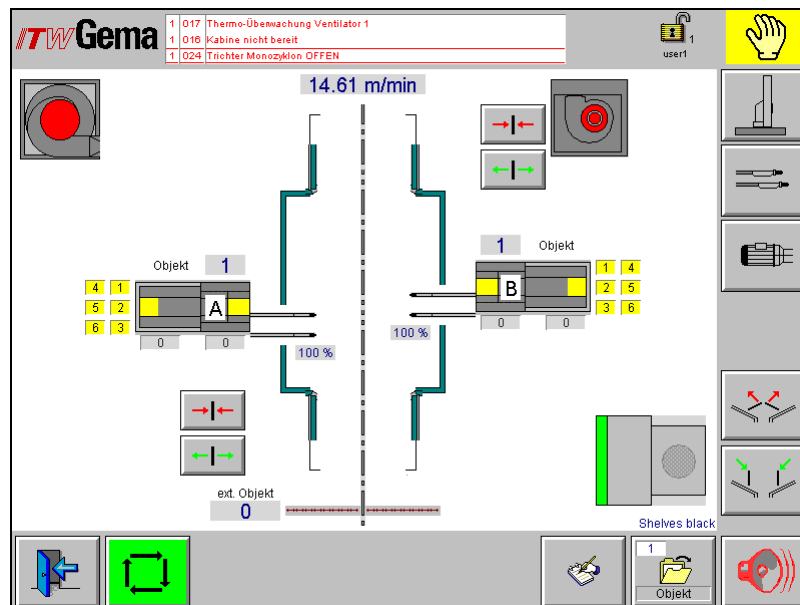 ITWGema
1 017 Thermo-Überwachung Ventilator 1
1 016 Kabine nicht bereit
1 024 Trichter Monozyklon OFFEN
1
user1
14.61 m/min
Objekt 1
1 Objekt
4 1
5 2
6 3
A
0 0
100 %
B
1 4
2 5
3 6
0 0
100 %
ext. Objekt
0
Shelves black
1
Objekt